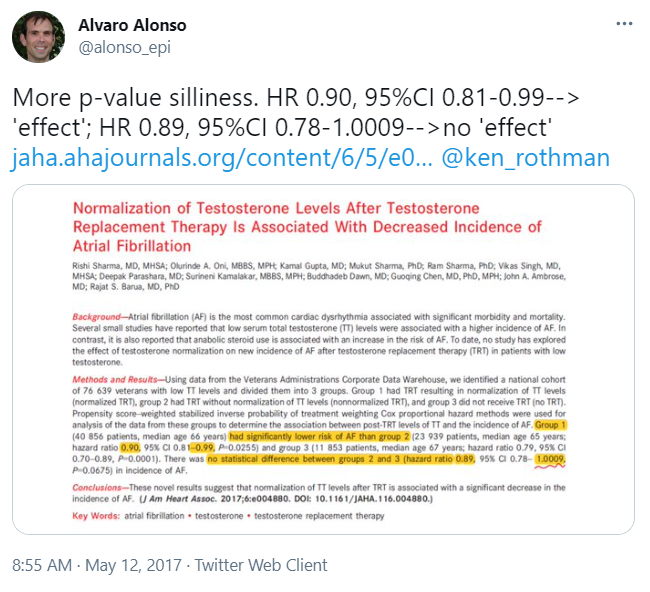 Alvaro Alonso
@alonso_epi
More p-value silliness. HR 0.90, 95%CI 0.81-0.99-->
'effect'; HR 0.89, 95%CI 0.78-1.0009-->no 'effect'
jaha.ahajournals.org/content/6/5/e0... @ken_rothman
Normalization of Testosterone Levels After Testosterone
Replacement Therapy Is Associated With Decreased Incidence of
Atrial Fibrillation
Rishi Sharma, MD, MHSA; Olurinde A. Oni, MBBS, MPH; Kamal Gupta, MD; Mukut Sharma, PhD; Ram Sharma, PhD; Vikas Singh, MD,
MHSA; Deepak Parashara, MD; Surineni Kamalakar, MBBS, MPH; Buddhadeb Dawn, MD; Guoqing Chen, MD, PhD, MPH; John A. Ambrose,
MD; Rajat S. Barua, MD, PhD
Background—Atrial fibrillation (AF) is the most common cardiac dysrhythmia associated with significant morbidity and mortality.
Several small studies have reported that low serum total testosterone (TT) levels were associated with a higher incidence of AF. In
contrast, it is also reported that anabolic steroid use is associated with an increase in the risk of AF. To date, no study has explored
the effect of testosterone normalization on new incidence of AF after testosterone replacement therapy (TRT) in patients with low
testosterone.
Methods and Results—Using data from the Veterans Administrations Corporate Data Warehouse, we identified a national cohort
of 76 639 veterans with low TT levels and divided them into 3 groups. Group 1 had TRT resulting in normalization of TT levels
(normalized TRT), group 2 had TRT without normalization of TT levels (nonnormalized TRT), and group 3 did not receive TRT (no TRT).
Propensity score–weighted stabilized inverse probability of treatment weighting Cox proportional hazard methods were used for
analysis of the data from these groups to determine the association between post-TRT levels of TT and the incidence of AF. Group 1
(40 856 patients, median age 66 years) had significantly lower risk of AF than group 2 (23 939 patients, median age 65 years;
hazard ratio 0.90, 95% CI 0.81–0.99, P=0.0255) and group 3 (11 853 patients, median age 67 years; hazard ratio 0.79, 95% CI
0.70–0.89, P=0.0001). There was no statistical difference between groups 2 and 3 (hazard ratio 0.89, 95% CI 0.78– 1.0009,
P=0.0675) in incidence of AF.
Conclusions—These novel results suggest that normalization of TT levels after TRT is associated with a significant decrease in the
incidence of AF. (J Am Heart Assoc. 2017;6:e004880. DOI: 10.1161/JAHA.116.004880.)
Key Words: atrial fibrillation • testosterone • testosterone replacement therapy
8:55 AM · May 12, 2017 · Twitter Web Client